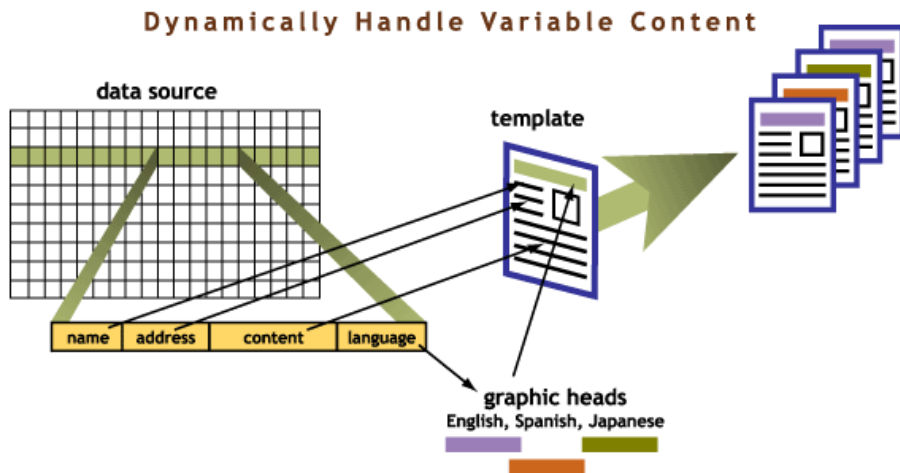 Dynamically Handle Variable Content
data source
template
name address content language
graphic heads
English, Spanish, Japanese